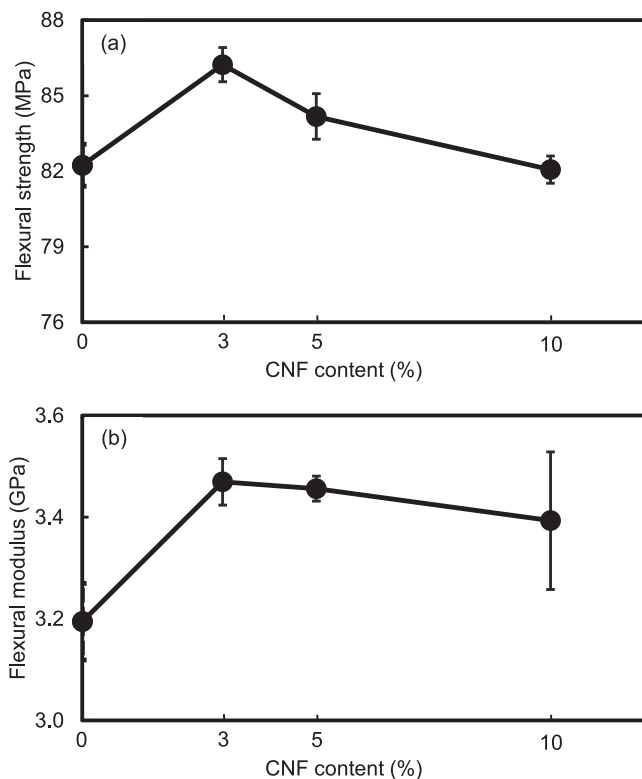 (a)
88
85
82
79
76
Flexural strength (MPa)
0 3 5 10
CNF content (%)
(b)
3.6
3.4
3.2
3.0
Flexural modulus (GPa)
0 3 5 10
CNF content (%)